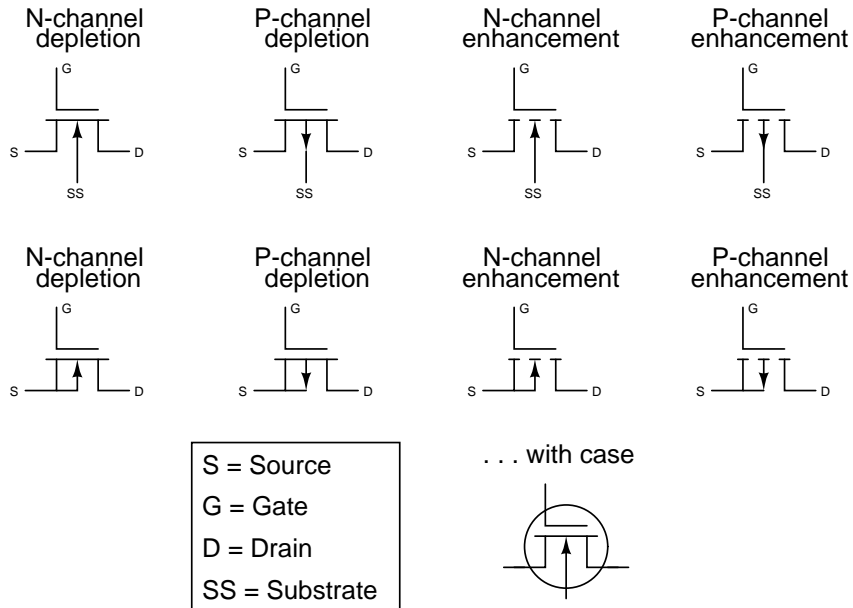 N-channel depletion
P-channel depletion
N-channel enhancement
P-channel enhancement
G
G
G
G
S
D
S
D
S
D
S
D
SS
SS
SS
SS
N-channel depletion
P-channel depletion
N-channel enhancement
P-channel enhancement
G
G
G
G
S
D
S
D
S
D
S
D
S = Source
G = Gate
D = Drain
SS = Substrate
. . . with case